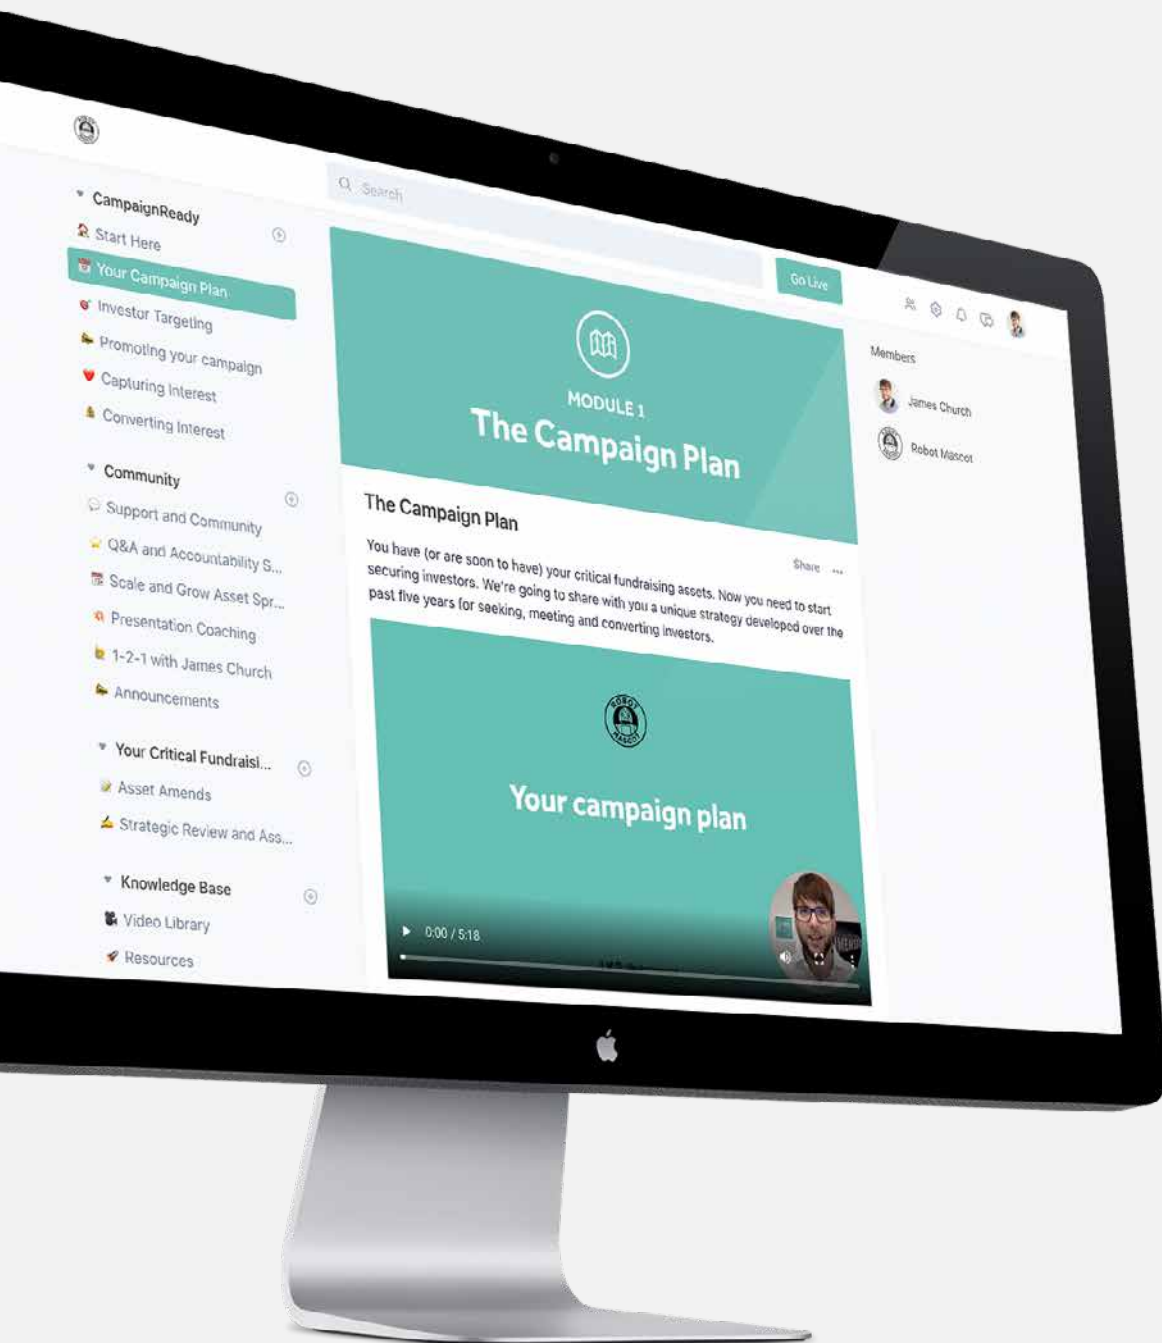 Search
Go Live
CampaignReady
Start Here
Your Campaign Plan
Investor Targeting
Promoting your campaign
Capturing Interest
Converting Interest
Community
Support and Community
Q&A and Accountability S...
Scale and Grow Asset Spr...
Presentation Coaching
1-2-1 with James Church
Announcements
Your Critical Fundraisi...
Asset Amends
Strategic Review and Ass...
Knowledge Base
Video Library
Resources
MODULE 1
The Campaign Plan
The Campaign Plan
Share ...
You have (or are soon to have) your critical fundraising assets. Now you need to start
securing investors. We're going to share with you a unique strategy developed over the
past five years for seeking, meeting and converting investors.
ROBOT
MASCOT
Your campaign plan
0:00 / 5:18
Members
James Church
Robot Mascot